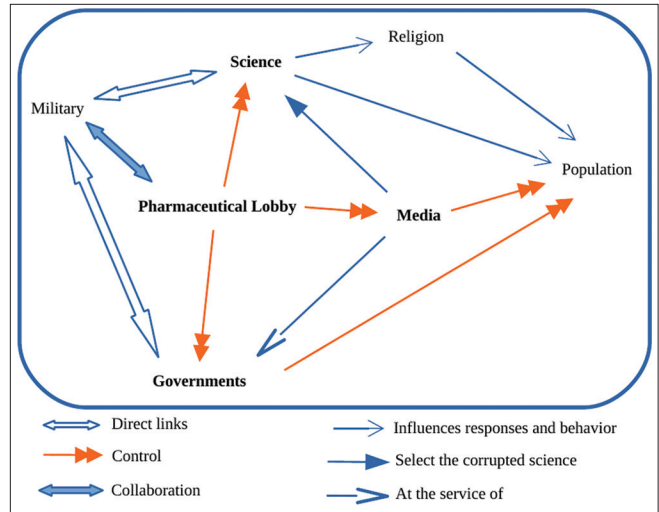 Religion
Science
Military
Population
Pharmaceutical Lobby
Media
Governments
Direct links
Control
Collaboration
Influences responses and behavior
Select the corrupted science
At the service of